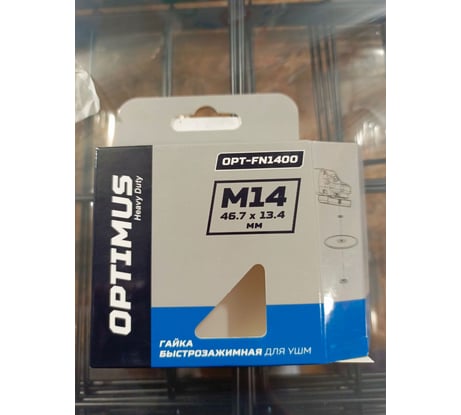 OPT-FN1400
OPTIMUS
Heavy Duty
M14
46.7 x 13.4
мм
ГАЙКА
БЫСТРОЗАЖИМНАЯ ДЛЯ УШМ